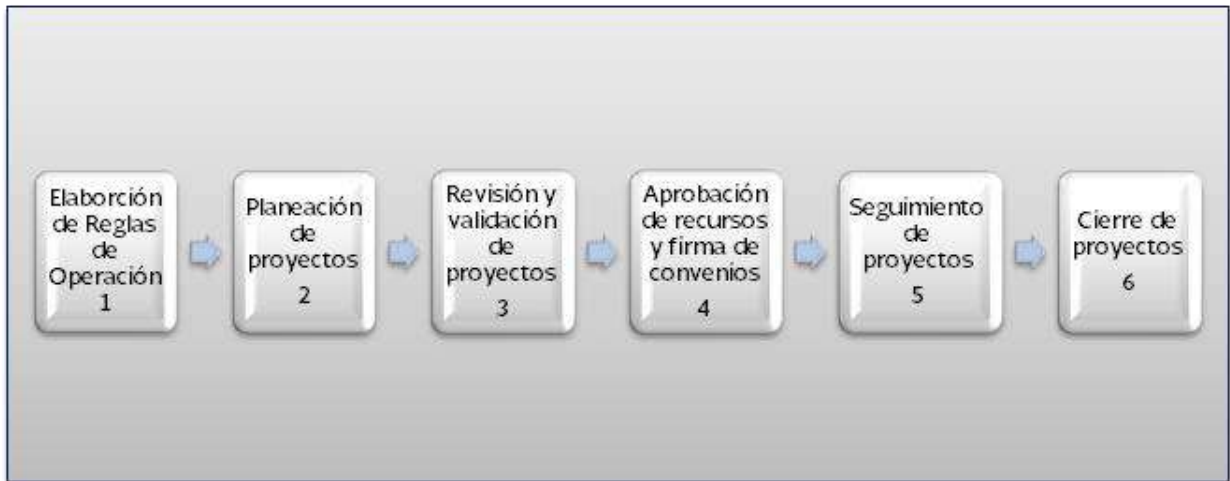 Elaborción
de Reglas
de
Operación
1
Planeación
de
proyectos
2
Revisión y
validación
de
proyectos
3
Aprobación
de recursos
y firma de
convenios
4
Seguimiento
de
proyectos
5
Cierre de
proyectos
6